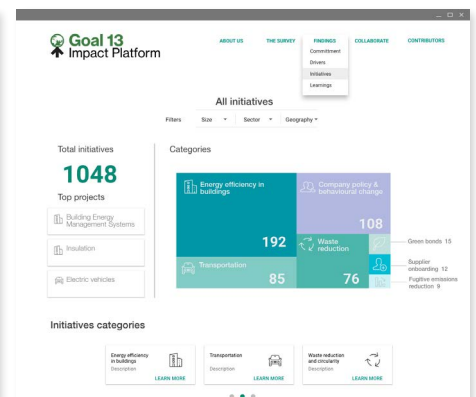 Goal 13
Impact Platform
ABOUT US THE SURVEY FINDINGS COLLABORATE CONTRIBUTORS
Commitment
Drivers
Initiatives
Learnings
All initiatives
Filters Size Sector Geography
Total initiatives
1048
Top projects
Building Energy
Management Systems
Insulation
Electric vehicles
Categories
Energy efficiency in
buildings
192
Company policy &
behavioural change
108
Transportation
85
Waste
reduction
76
Green bonds 15
Supplier
onboarding 12
Fugitive emissions
reduction 9
Initiatives categories
Energy efficiency
in buildings
Description
LEARN MORE
Transportation
Description
LEARN MORE
Waste reduction
and circularity
Description
LEARN MORE